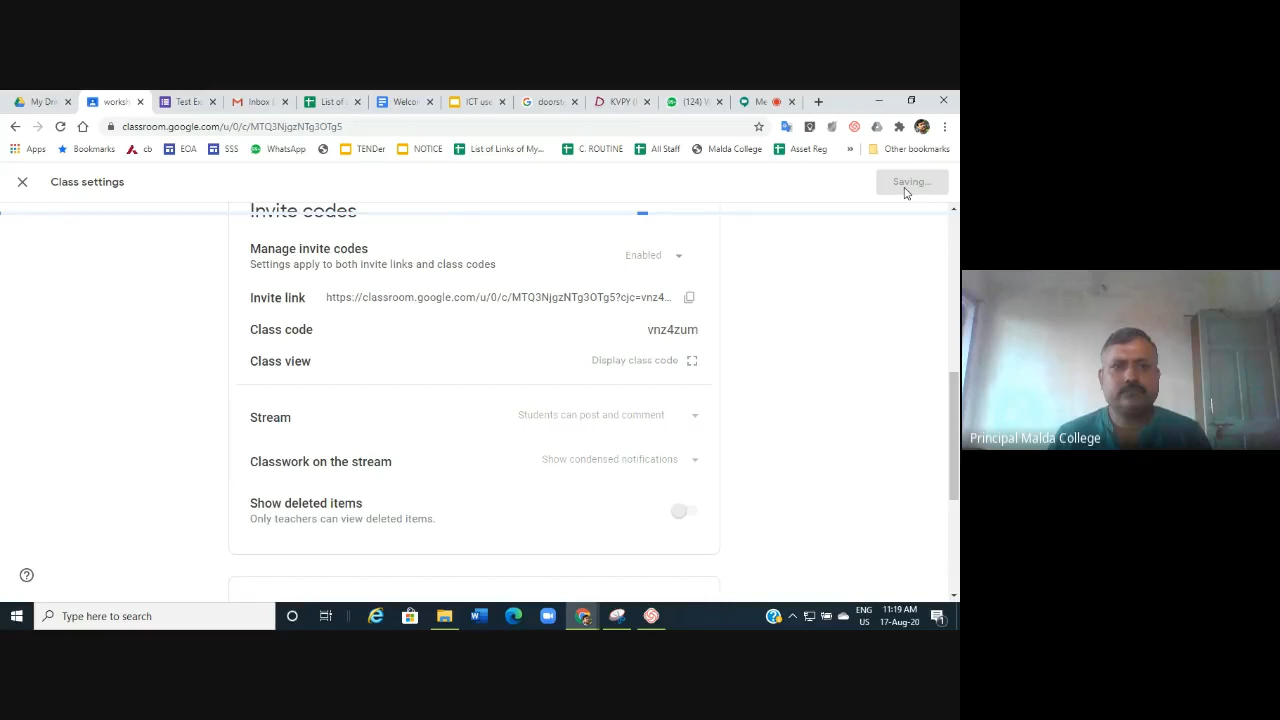 My Dri
worksh
Test Ex
Inbox (
List of
Welco
ICT use
doorst
KVPY (
(124) W
Me
classroom.google.com/u/0/c/MTQ3NjgzNTg3OTg5
Apps
Bookmarks
cb
EOA
SSS
WhatsApp
TENDer
NOTICE
List of Links of My...
C. ROUTINE
All Staff
Malda College
Asset Reg
»
Other bookmarks
Class settings
Saving...
Invite codes
Manage invite codes
Enabled
Settings apply to both invite links and class codes
Invite link
https://classroom.google.com/u/0/c/MTQ3NjgzNTg3OTg5?cjc=vnz4...
Class code
vnz4zum
Class view
Display class code
Stream
Students can post and comment
Classwork on the stream
Show condensed notifications
Show deleted items
Only teachers can view deleted items.
Principal Malda College
Type here to search
ENG
US
11:19 AM
17-Aug-20
1